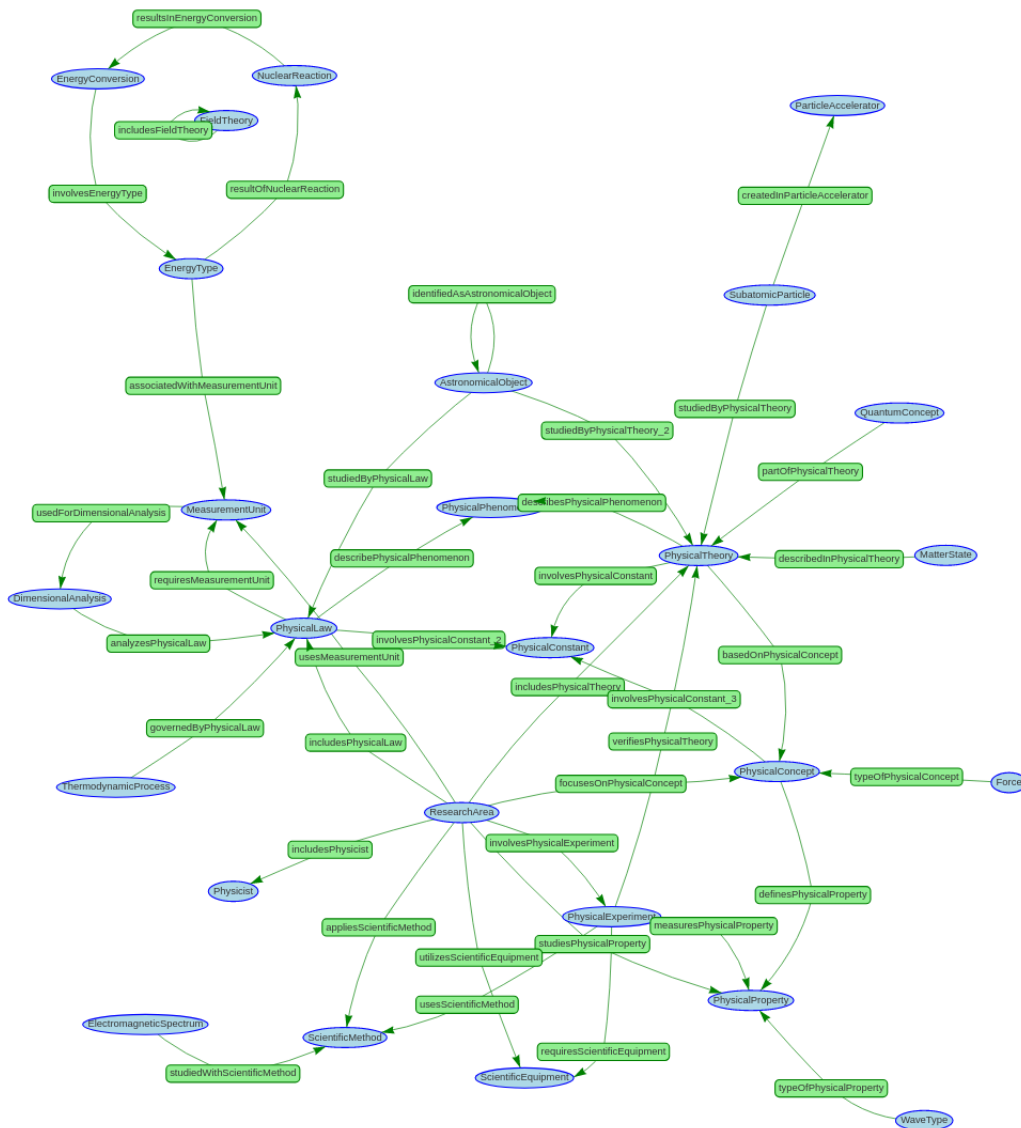 resultsInEnergyConversion
EnergyConversion
NuclearReaction
ParticleAccelerator
FieldTheory
includesFieldTheory
involvesEnergyType
resultOfNuclearReaction
createdInParticleAccelerator
EnergyType
identifiedAsAstronomicalObject
SubatomicParticle
associatedWithMeasurementUnit
AstronomicalObject
studiedByPhysicalTheory
QuantumConcept
studiedByPhysicalTheory_2
partOfPhysicalTheory
studiedByPhysicalLaw
usedForDimensionalAnalysis
MeasurementUnit
PhysicalPhenom
describesPhysicalPhenomenon
describePhysicalPhenomenon
PhysicalTheory
describedInPhysicalTheory
MatterState
requiresMeasurementUnit
involvesPhysicalConstant
DimensionalAnalysis
PhysicalLaw
analyzesPhysicalLaw
involvesPhysicalConstant_2
PhysicalConstant
usesMeasurementUnit
basedOnPhysicalConcept
includesPhysicalTheory
involvesPhysicalConstant_3
governedByPhysicalLaw
includesPhysicalLaw
verifiesPhysicalTheory
ThermodynamicProcess
focusesOnPhysicalConcept
PhysicalConcept
typeOfPhysicalConcept
Force
ResearchArea
includesPhysicist
involvesPhysicalExperiment
Physicist
definesPhysicalProperty
appliesScientificMethod
PhysicalExperiment
measuresPhysicalProperty
utilizesScientificEquipment
studiesPhysicalProperty
usesScientificMethod
PhysicalProperty
ElectromagneticSpectrum
ScientificMethod
requiresScientificEquipment
studiedWithScientificMethod
ScientificEquipment
typeOfPhysicalProperty
WaveType